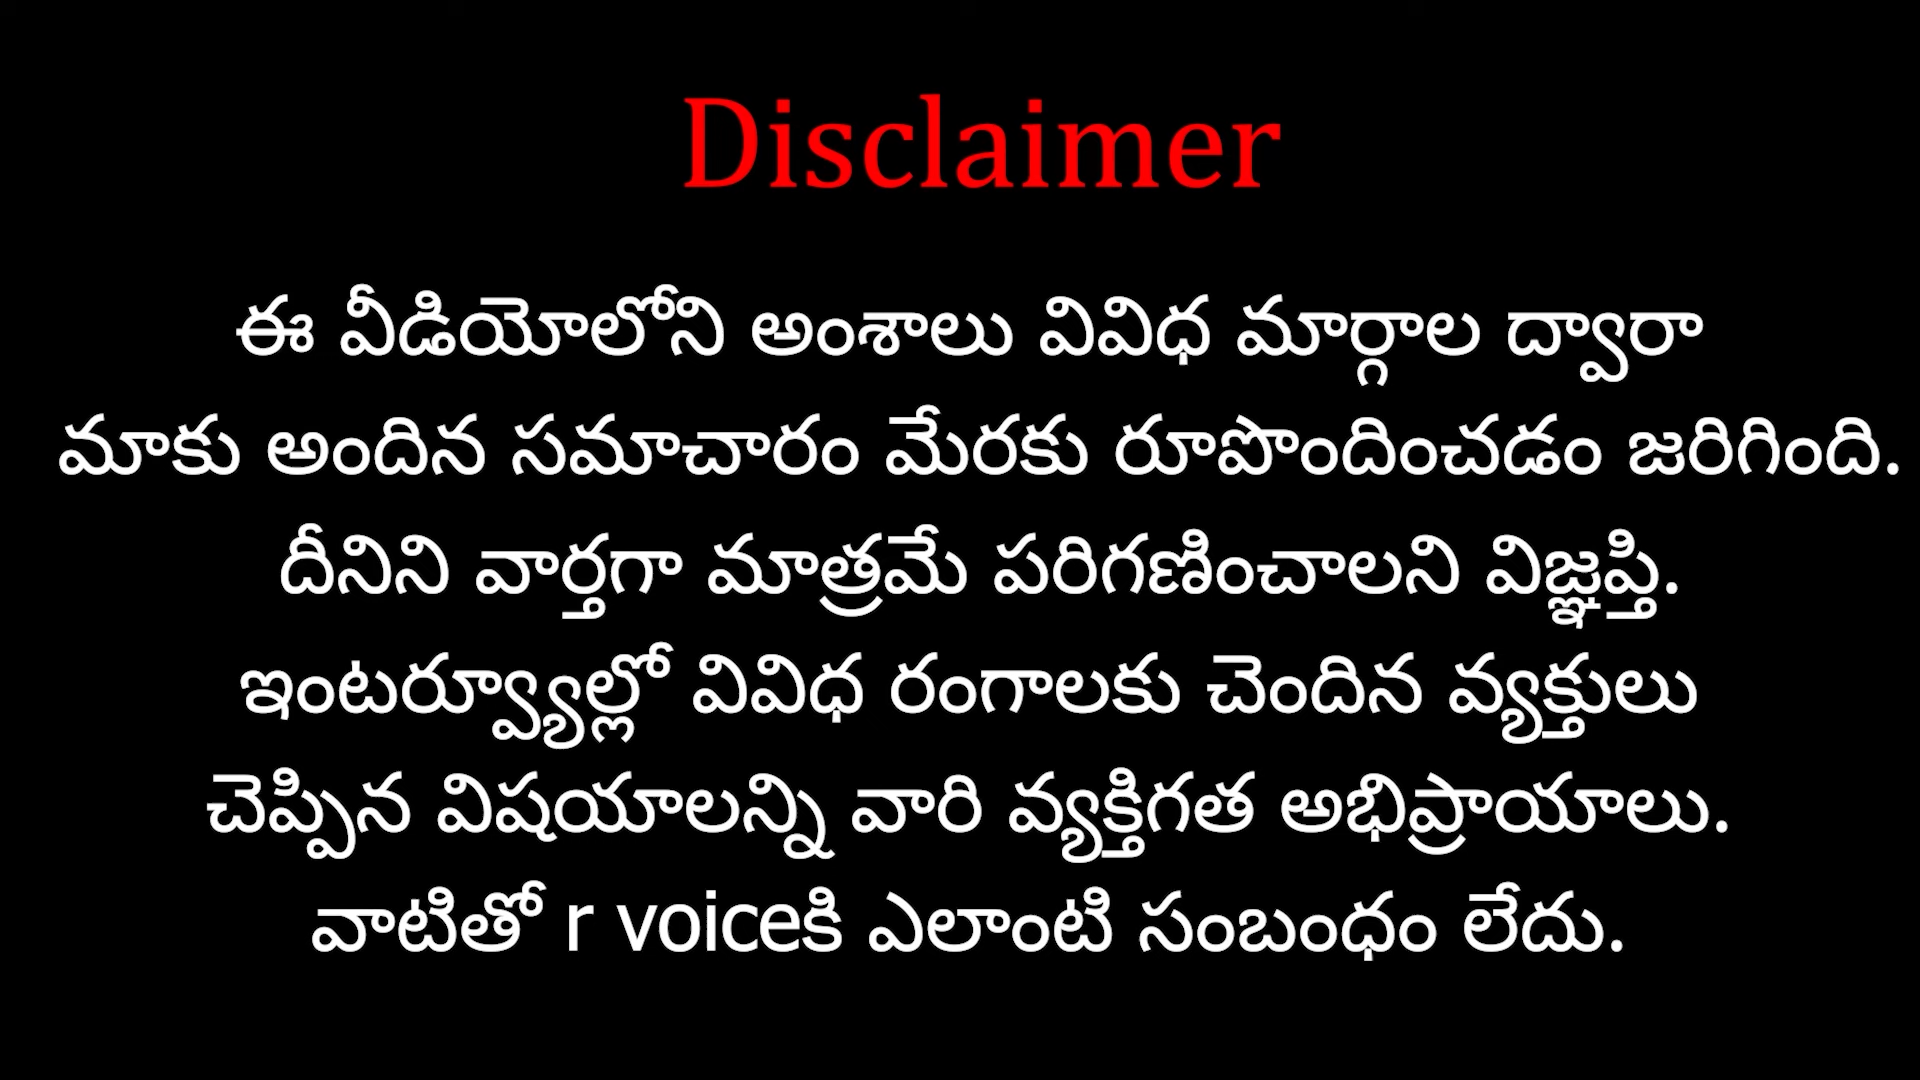 Disclaimer
ఈ వీడియోలోని అంశాలు వివిధ మార్గాల ద్వారా
మాకు అందిన సమాచారం మేరకు రూపొందించడం జరిగింది.
దీనిని వార్తగా మాత్రమే పరిగణించాలని విజ్ఞప్తి.
ఇంటర్వ్యూల్లో వివిధ రంగాలకు చెందిన వ్యక్తులు
చెప్పిన విషయాలన్ని వారి వ్యక్తిగత అభిప్రాయాలు.
వాటితో r voiceకి ఎలాంటి సంబంధం లేదు.